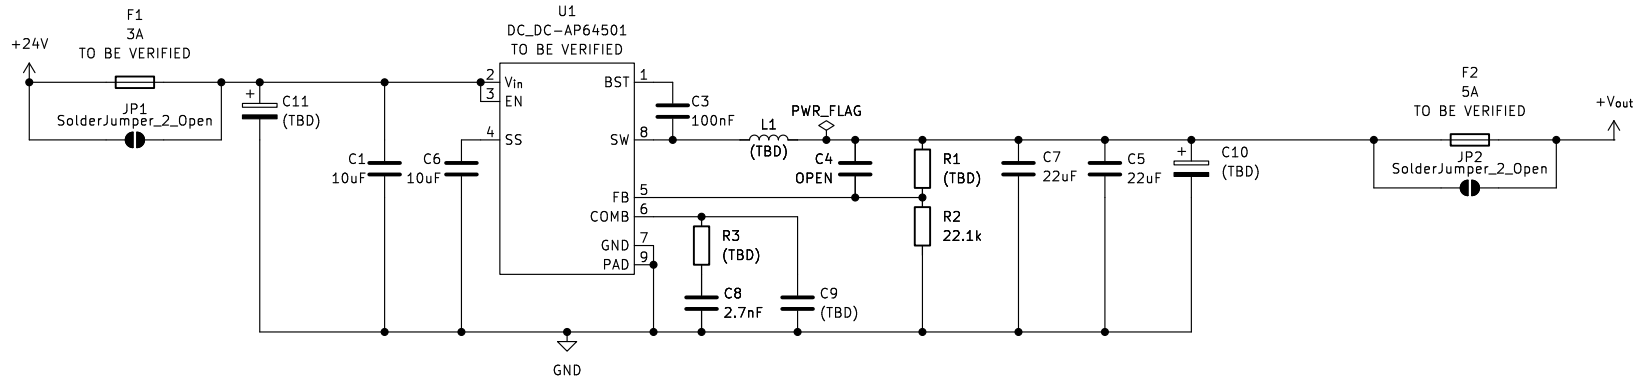 F1
3A
TO BE VERIFIED
+24V
JP1
SolderJumper_2_Open
C11
(TBD)
+
C1
10uF
C6
10uF
U1
DC_DC-AP64501
TO BE VERIFIED
2
Vin
3
EN
4
SS
BST
1
SW
8
FB
5
COMB
6
GND
7
PAD
9
C3
100nF
L1
(TBD)
PWR_FLAG
C4
OPEN
R1
(TBD)
R2
22.1k
R3
(TBD)
C8
2.7nF
C9
(TBD)
C7
22uF
C5
22uF
+
C10
(TBD)
F2
5A
TO BE VERIFIED
JP2
SolderJumper_2_Open
+Vout
GND